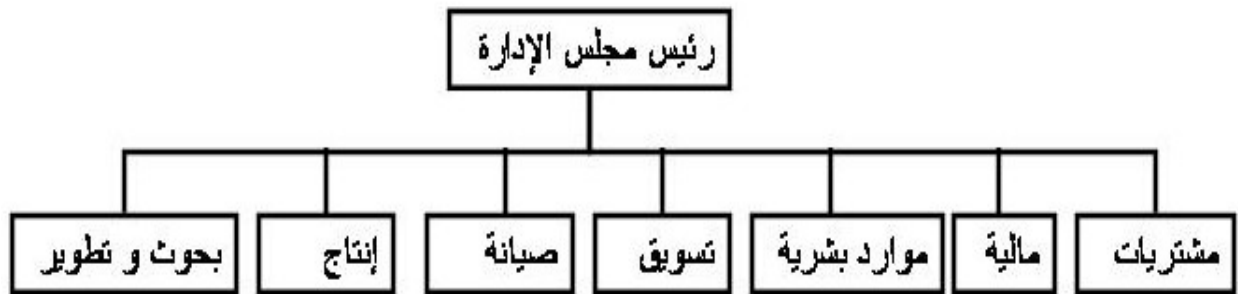 رئيس مجلس الإدارة
مشتريات
مالية
موارد بشرية
تسويق
صيانة
إنتاج
بحوث و تطوير